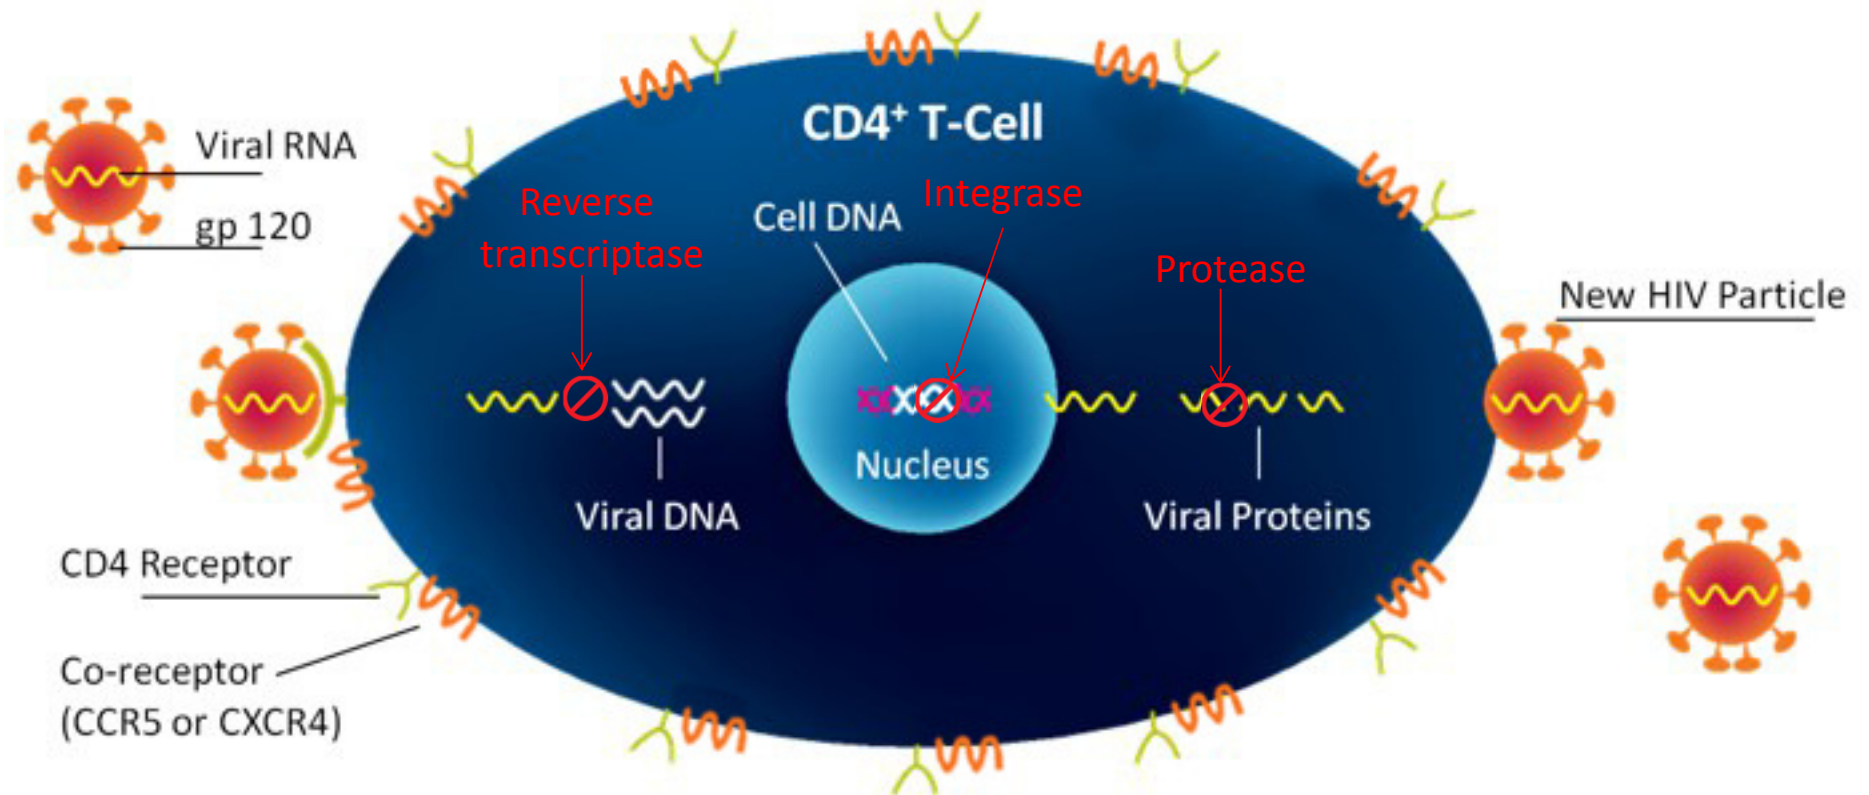 CD4⁺ T-Cell
Viral RNA
gp 120
Reverse
transcriptase
Cell DNA
Integrase
Protease
New HIV Particle
Nucleus
Viral DNA
Viral Proteins
CD4 Receptor
Co-receptor
(CCR5 or CXCR4)